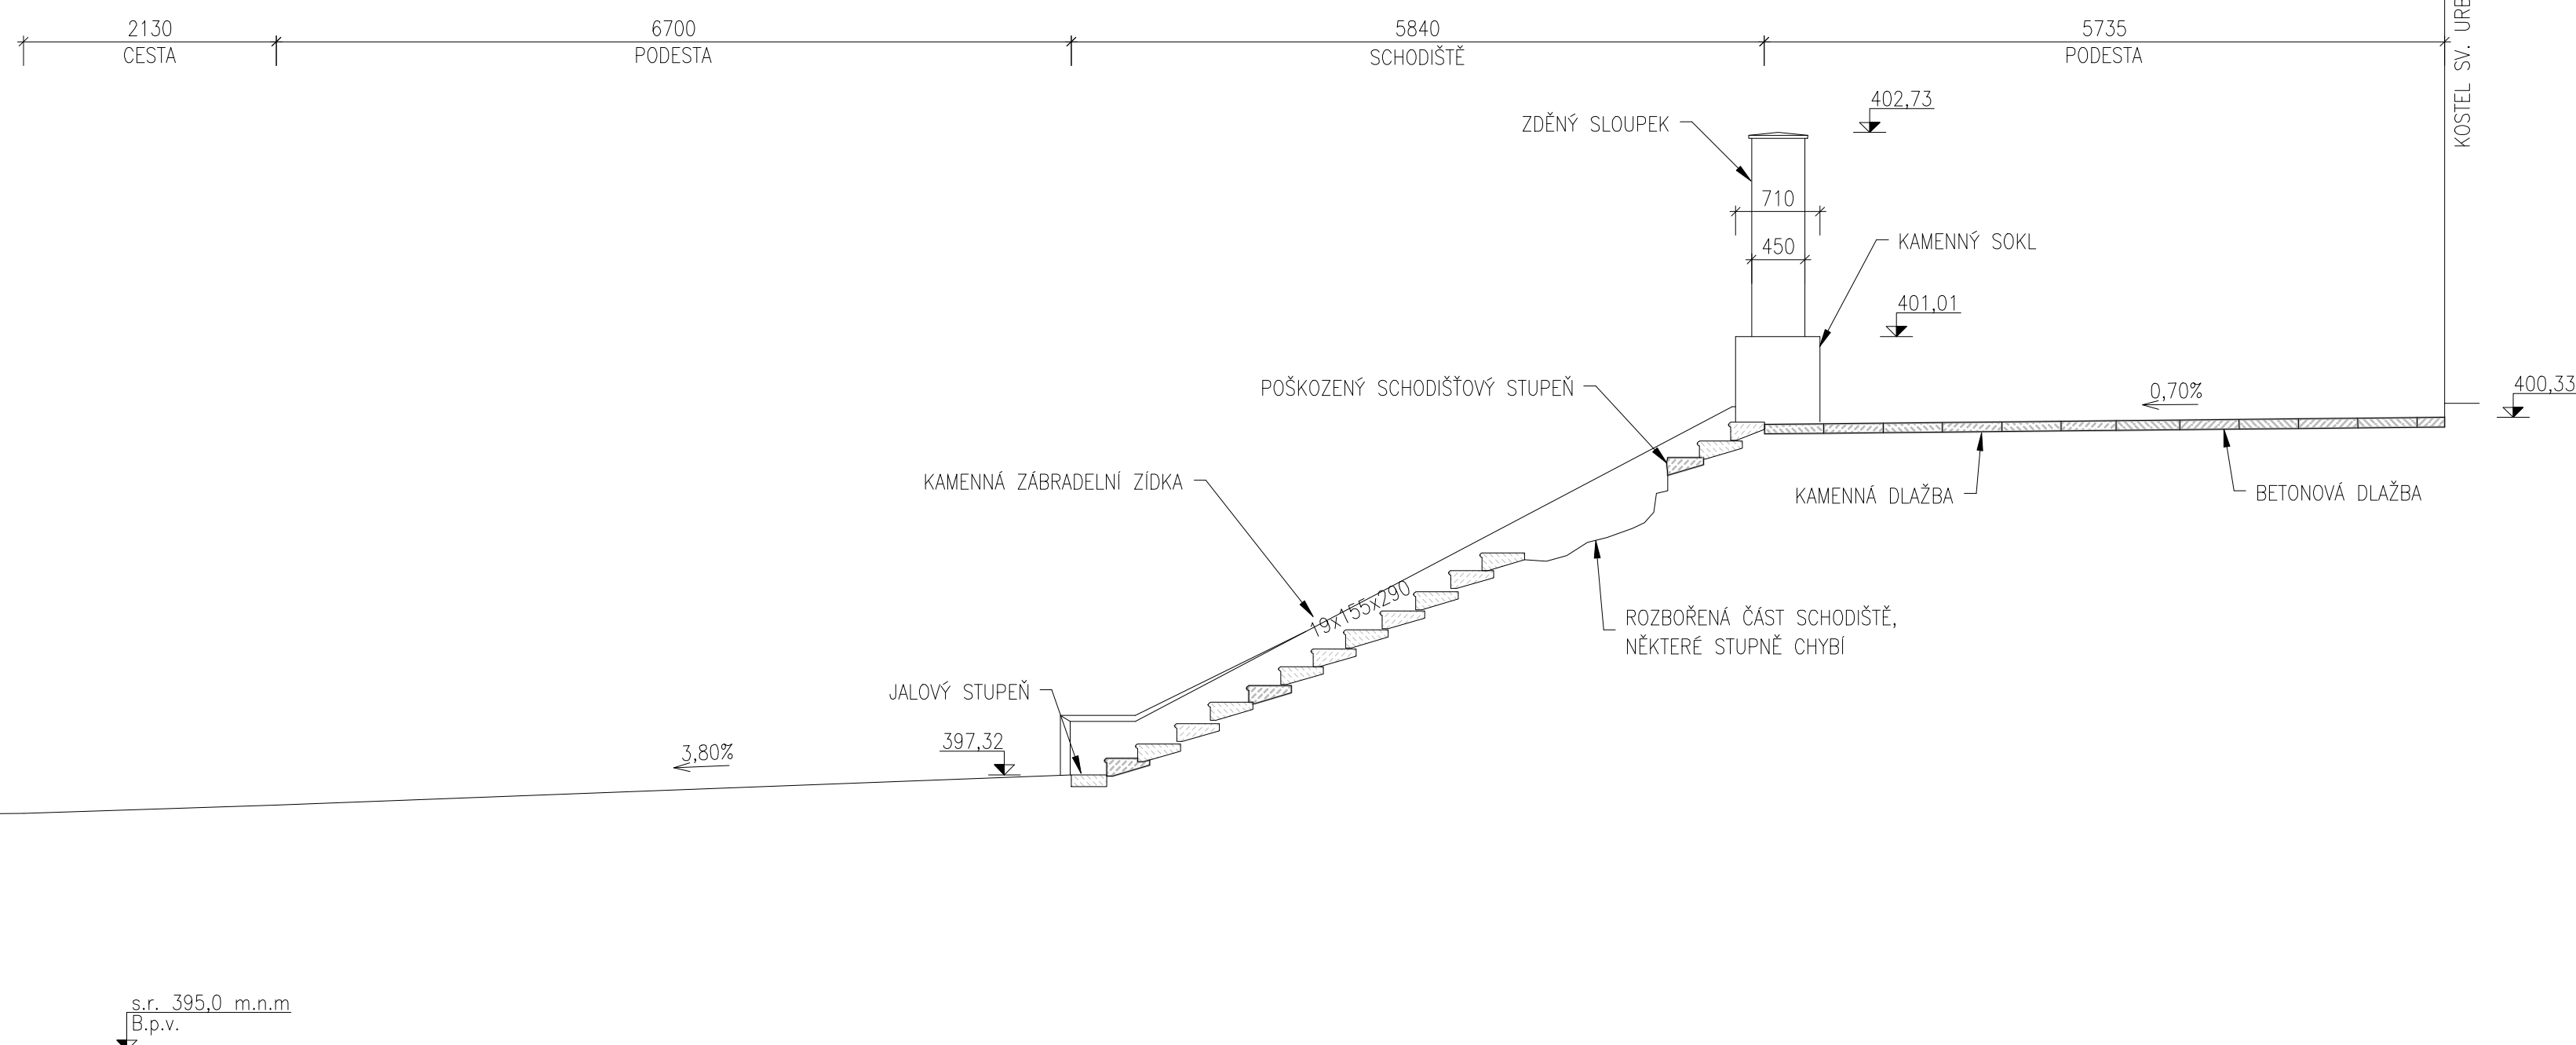 2130
CESTA
6700
PODESTA
5840
SCHODIŠTĚ
5735
PODESTA
KOSTEL SV.
402,73
ZDĚNÝ SLOUPEK
710
450
KAMENNÝ SOKL
401,01
POŠKOZENÝ SCHODIŠŤOVÝ STUPEŇ
0,70%
400,33
KAMENNÁ ZÁBRADELNÍ ZÍDKA
KAMENNÁ DLAŽBA
BETONOVÁ DLAŽBA
19x155x290
ROZBOŘENÁ ČÁST SCHODIŠTĚ,
NĚKTERÉ STUPNĚ CHYBÍ
JALOVÝ STUPEŇ
397,32
3,80%
s.r. 395,0 m.n.m
B.p.v.